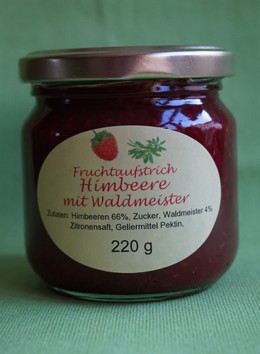 Fruchtaufstrich
Himbeere
mit Waldmeister
Zutaten: Himbeeren 66%, Zucker, Waldmeister 4%
Zitronensaft, Geliermittel Pektin,
220 g